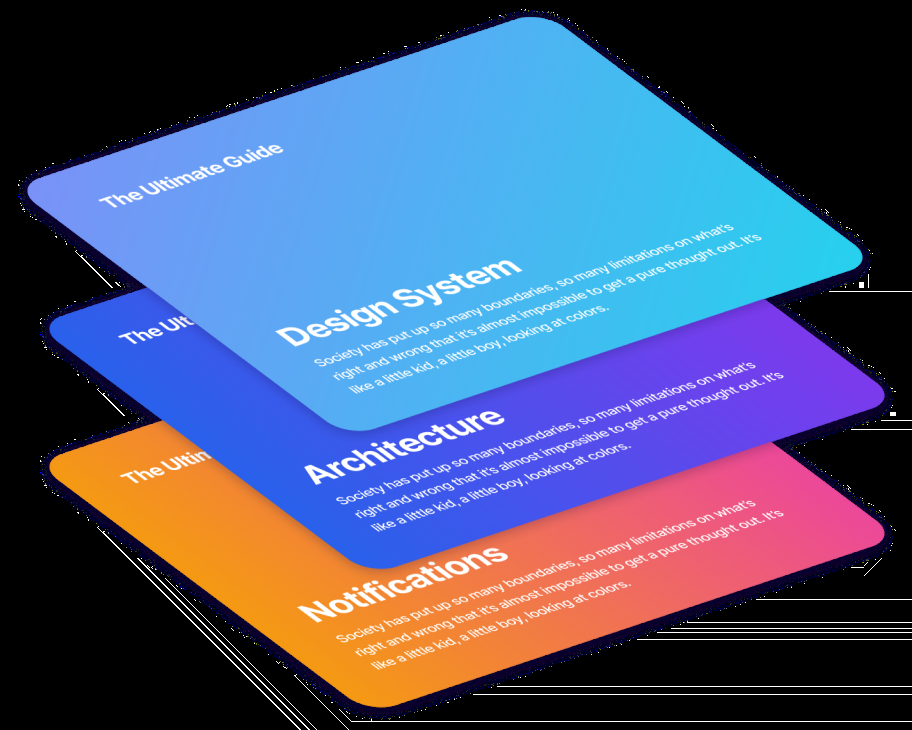 The Ultimate Guide
Design System
Society has put up so many boundaries, so many limitations on what's
right and wrong that it's almost impossible to get a pure thought out. It's
like a little kid, a little boy, looking at colors.
The Ult
Architecture
Society has put up so many boundaries, so many limitations on what's
right and wrong that it's almost impossible to get a pure thought out. It's
like a little kid, a little boy, looking at colors.
The Ultim
Notifications
Society has put up so many boundaries, so many limitations on what's
right and wrong that it's almost impossible to get a pure thought out. It's
like a little kid, a little boy, looking at colors.